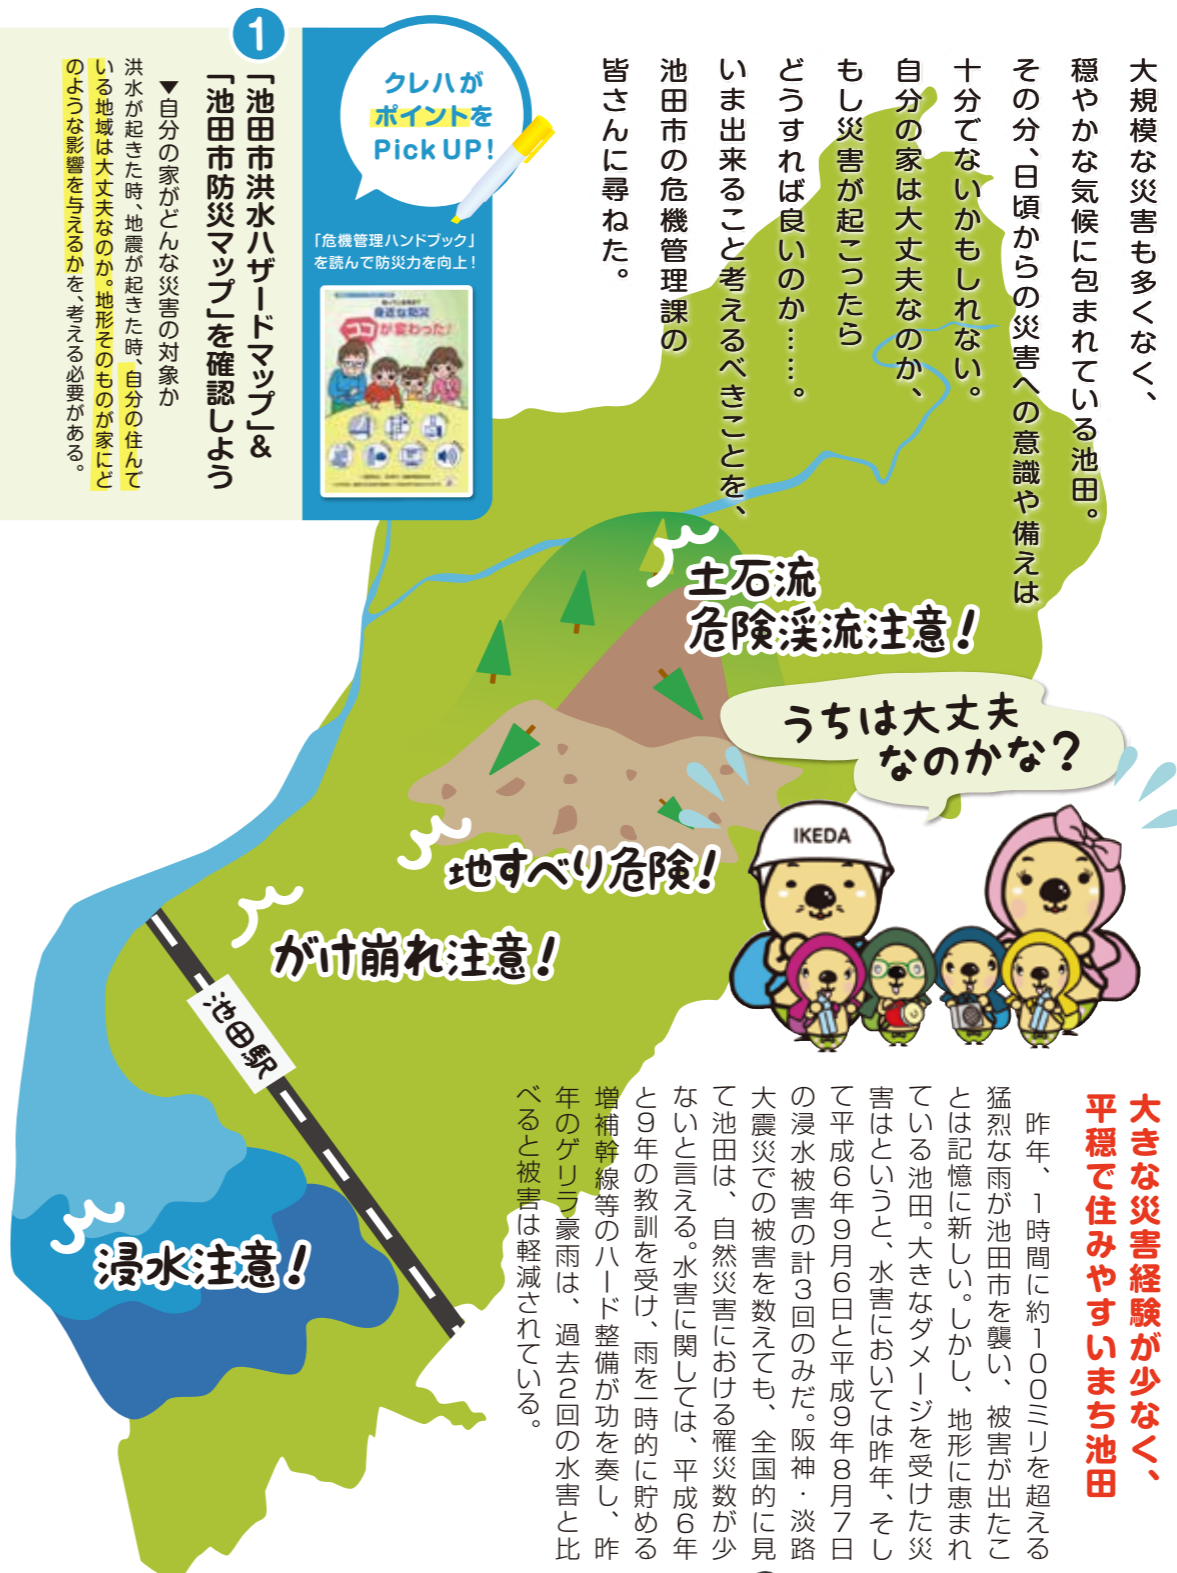 大規模な災害も多くなく、
穏やかな気候に包まれている池田。
その分、日頃からの災害への意識や備えは
十分でないかもしれない。
自分の家は大丈夫なのか、
もし災害が起こったら
どうすれば良いのか……。
いま出来ること考えるべきことを、
池田市の危機管理課の
皆さんに尋ねた。
クレハが
ポイントを
Pick UP!
「危機管理ハンドブック」
を読んで防災力を向上！
身近な防災
ココが変わった！
1
「池田市洪水ハザードマップ」&
「池田市防災マップ」を確認しよう
▼自分の家がどんな災害の対象か
洪水が起きた時、地震が起きた時、自分の住んで
いる地域は大丈夫なのか。地形そのものが家にど
のような影響を与えるかを、考える必要がある。
土石流
危険渓流注意！
うちは大丈夫
なのかな？
IKEDA
地すべり危険！
がけ崩れ注意！
池田駅
浸水注意！
大きな災害経験が少なく、
平穏で住みやすいまち池田
昨年、1時間に約100ミリを超える
猛烈な雨が池田市を襲い、被害が出たこ
とは記憶に新しい。しかし、地形に恵まれ
ている池田。大きなダメージを受けた災
害はというと、水害においては昨年、そし
て平成6年9月6日と平成9年8月7日
の浸水被害の計3回のみだ。阪神・淡路
大震災での被害を数えても、全国的に見
て池田は、自然災害における罹災数が少
ないと言える。水害に関しては、平成6年
と9年の教訓を受け、雨を一時的に貯める
増補幹線等のハード整備が功を奏し、昨
年のゲリラ豪雨は、過去2回の水害と比
べると被害は軽減されている。